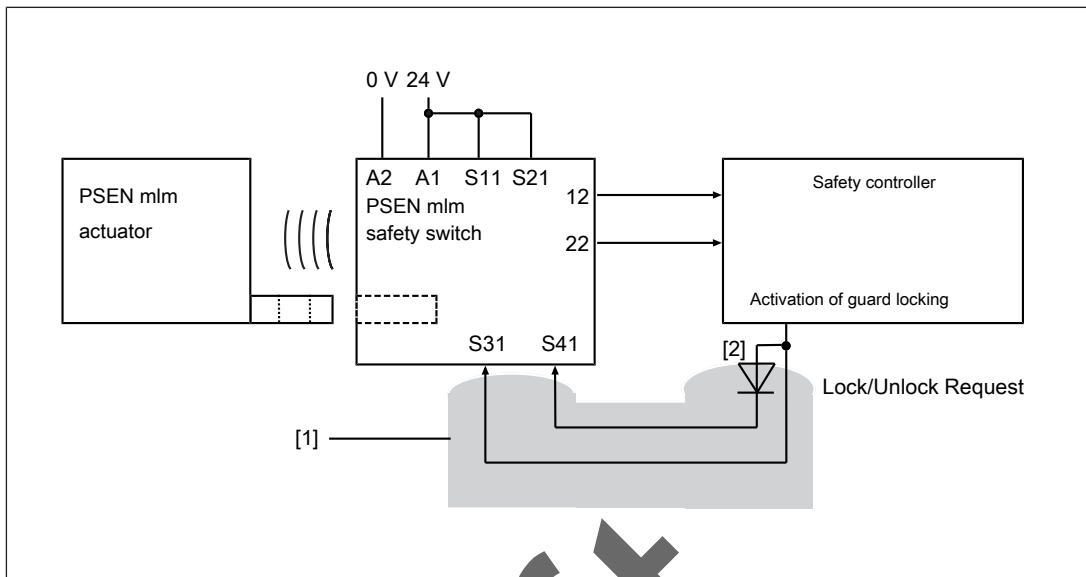 0 V 24 V
A2 A1 S11 S21
PSEN mlm
actuator
PSEN mlm
safety switch
12
22
Safety controller
Activation of guard locking
S31 S41
[2]
Lock/Unlock Request
[1]